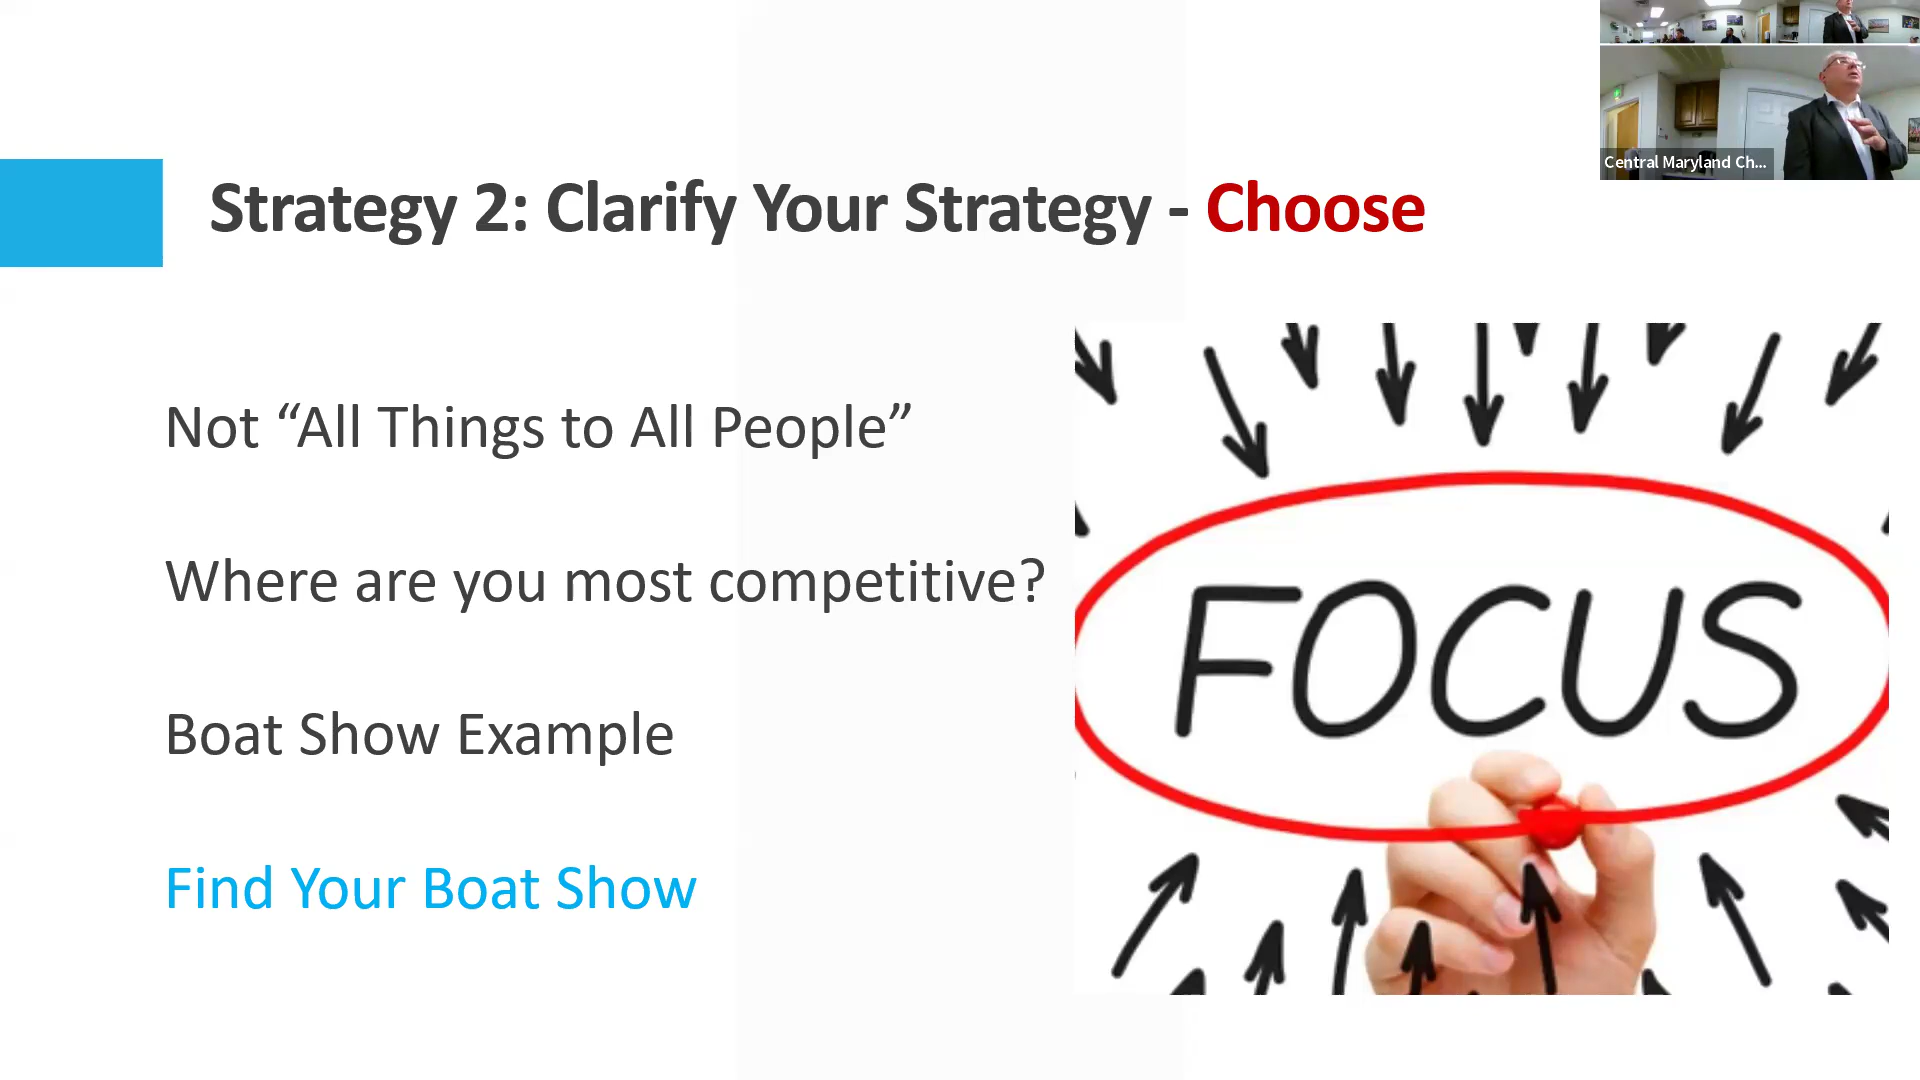 Central Maryland Ch...
Strategy 2: Clarify Your Strategy - Choose
Not “All Things to All People”
Where are you most competitive?
Boat Show Example
Find Your Boat Show
FOCUS